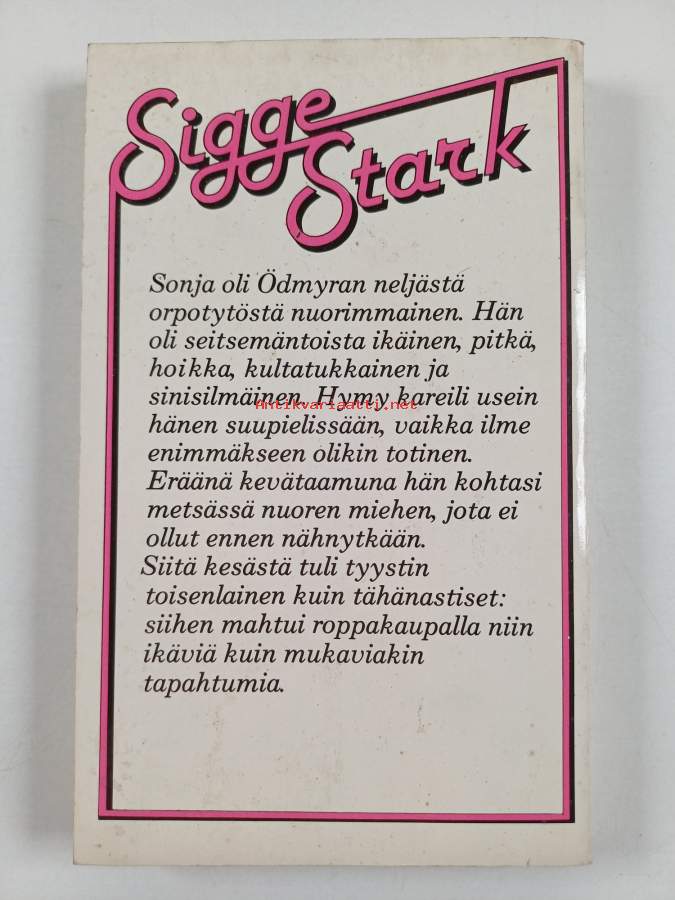 Sigge
Stark
Sonja oli Ödmyran neljästä
orpotytöstä nuorimmainen. Hän
oli seitsemäntoista ikäinen, pitkä,
hoikka, kultatukkainen ja
sinisilmäinen. Hymy kareili usein
Antikvariaatti.net
hänen suupielissään, vaikka ilme
enimmäkseen olikin totinen.
Eräänä kevätaamuna hän kohtasi
metsässä nuoren miehen, jota ei
ollut ennen nähnytkään.
Siitä kesästä tuli tyystin
toisenlainen kuin tähänastiset:
siihen mahtui roppakaupalla niin
ikäviä kuin mukaviakin
tapahtumia.